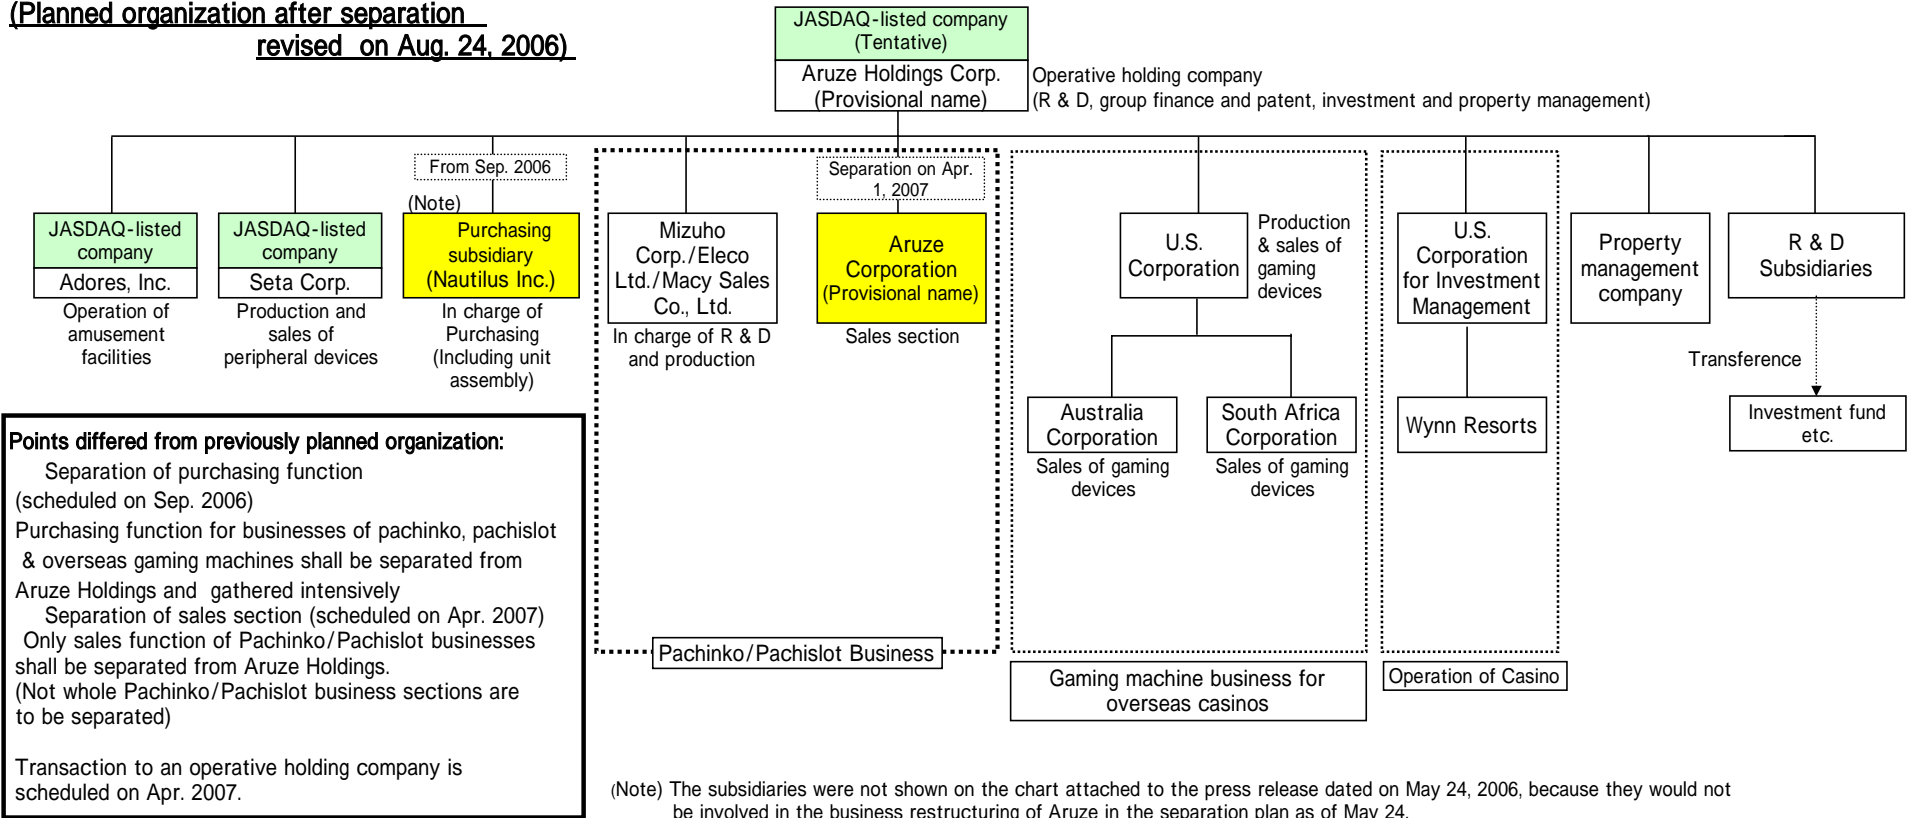 (Planned organization after separation
revised on Aug. 24, 2006)
JASDAQ-listed company
(Tentative)
Aruze Holdings Corp.
(Provisional name)
Operative holding company
(R & D, group finance and patent, investment and property management)
From Sep. 2006
Separation on Apr.
1, 2007
(Note)
JASDAQ-listed
company
Adores, Inc.
Operation of
amusement
facilities
JASDAQ-listed
company
Seta Corp.
Production and
sales of
peripheral devices
Purchasing
subsidiary
(Nautilus Inc.)
In charge of
Purchasing
(Including unit
assembly)
Mizuho
Corp./Eleco
Ltd./Macy Sales
Co., Ltd.
In charge of R & D
and production
Aruze
Corporation
(Provisional name)
Sales section
U.S.
Corporation
Production
& sales of
gaming
devices
U.S.
Corporation
for Investment
Management
Property
management
company
R & D
Subsidiaries
Transference
Australia
Corporation
Sales of gaming
devices
South Africa
Corporation
Sales of gaming
devices
Wynn Resorts
Investment fund
etc.
Points differed from previously planned organization:
Separation of purchasing function
(scheduled on Sep. 2006)
Purchasing function for businesses of pachinko, pachislot
& overseas gaming machines shall be separated from
Aruze Holdings and gathered intensively
Separation of sales section (scheduled on Apr. 2007)
Only sales function of Pachinko/Pachislot businesses
shall be separated from Aruze Holdings.
(Not whole Pachinko/Pachislot business sections are
to be separated)
Transaction to an operative holding company is
scheduled on Apr. 2007.
Pachinko/Pachislot Business
Gaming machine business for
overseas casinos
Operation of Casino
(Note) The subsidiaries were not shown on the chart attached to the press release dated on May 24, 2006, because they would not
be involved in the business restructuring of Aruze in the separation plan as of May 24.